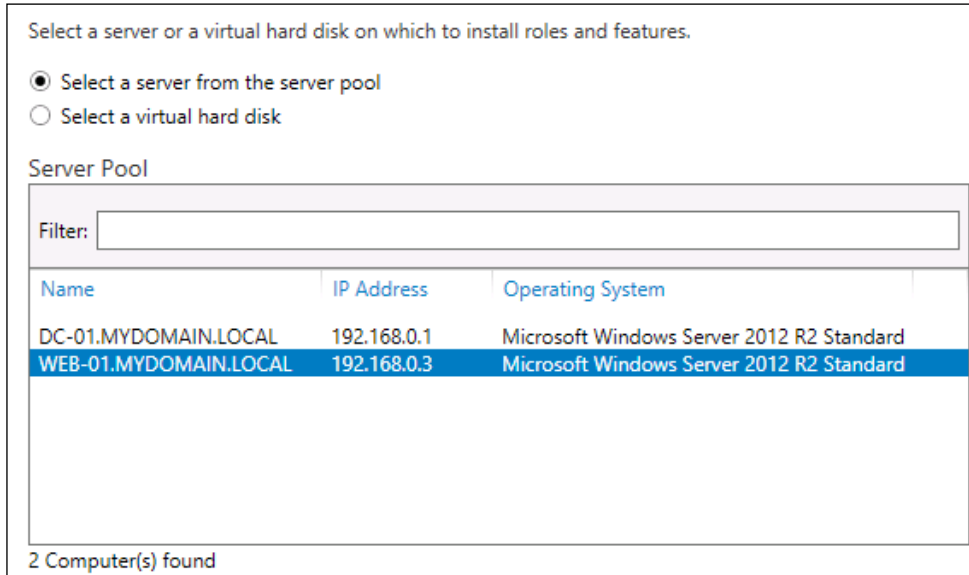 Select a server or a virtual hard disk on which to install roles and features.
Select a server from the server pool
Select a virtual hard disk
Server Pool
Filter:
Name IP Address Operating System
DC-01.MYDOMAIN.LOCAL 192.168.0.1 Microsoft Windows Server 2012 R2 Standard
WEB-01.MYDOMAIN.LOCAL 192.168.0.3 Microsoft Windows Server 2012 R2 Standard
2 Computer(s) found